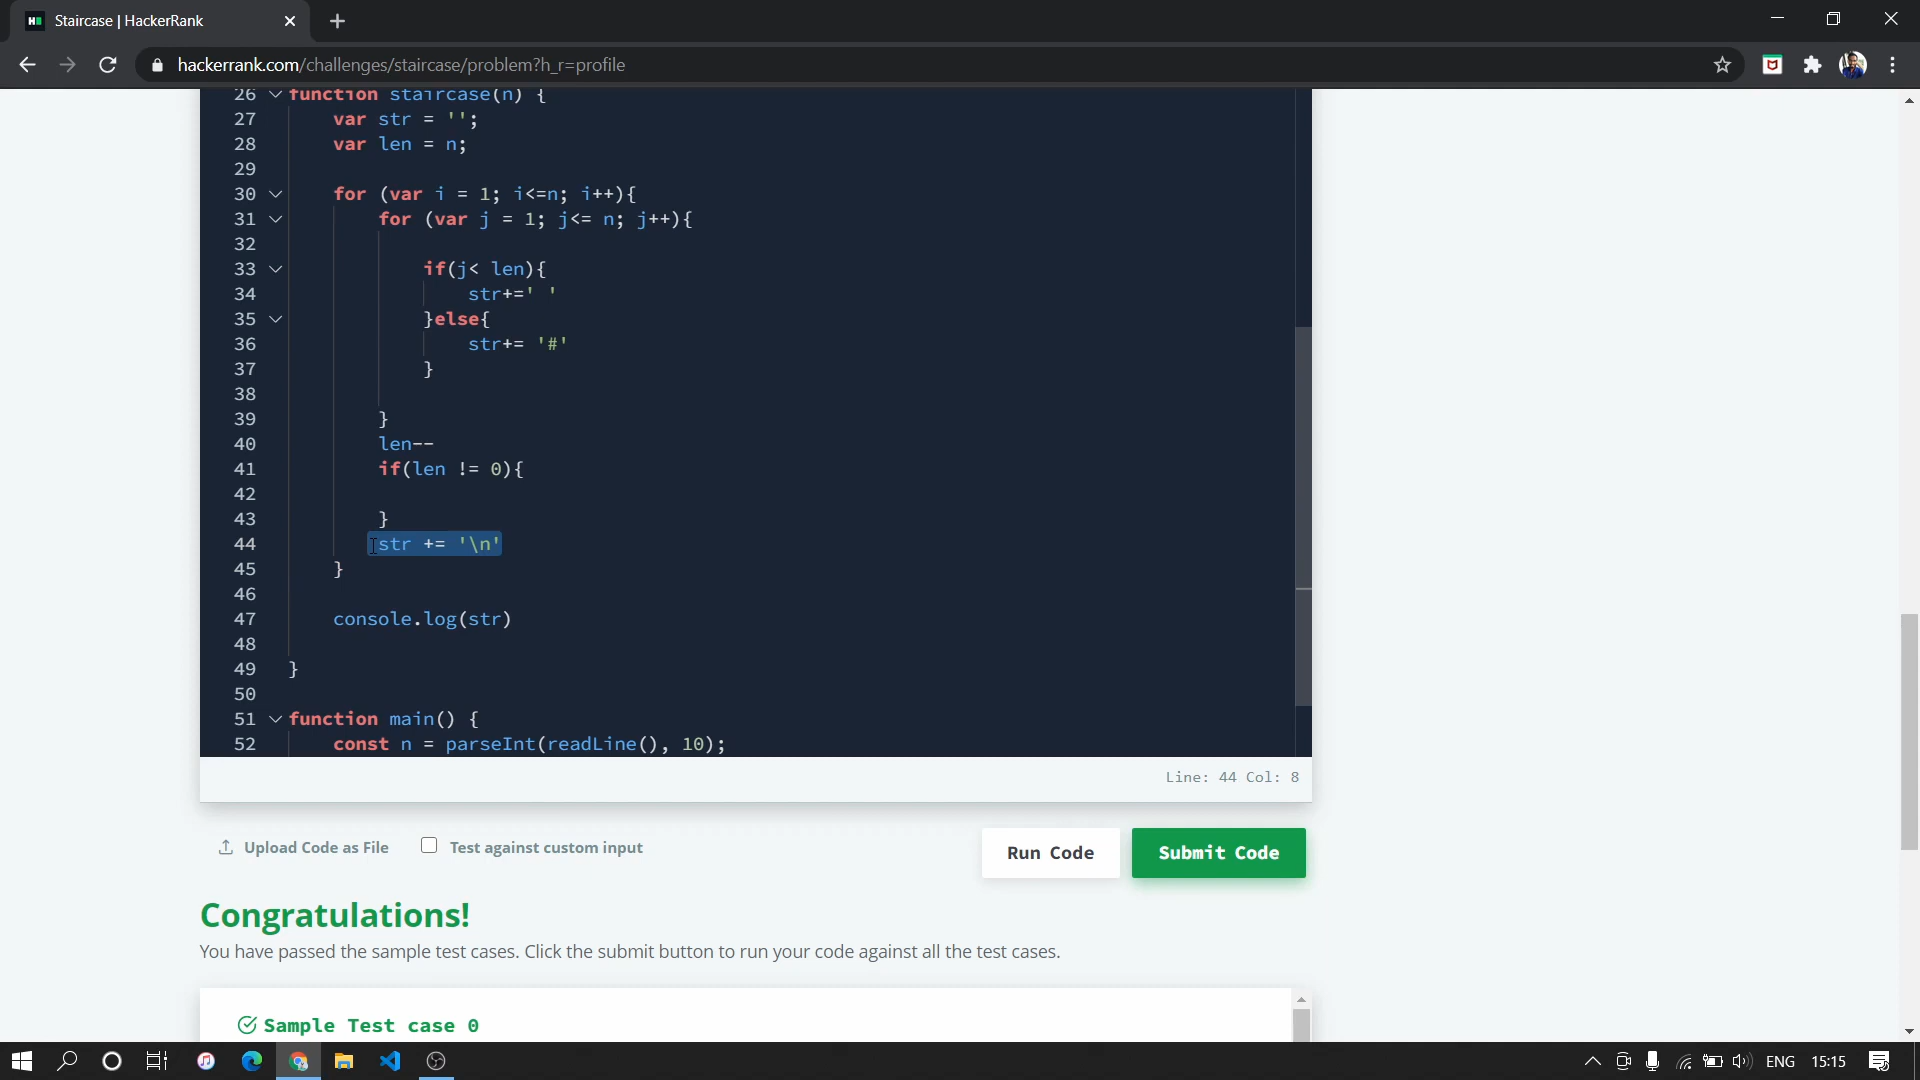 Staircase | HackerRank
hackerrank.com/challenges/staircase/problem?h_r=profile
26 function staircase(n) {
27 var str = '';
28 var len = n;
29
30 for (var i = 1; i<=n; i++){
31 for (var j = 1; j<= n; j++){
32
33 if(j< len){
34 str+=' '
35 }else{
36 str+= '#'
37 }
38
39 }
40 len--
41 if(len != 0){
42
43 }
44 str += '\n'
45 }
46
47 console.log(str)
48
49 }
50
51 function main() {
52 const n = parseInt(readLine(), 10);
Line: 44 Col: 8
Upload Code as File
Test against custom input
Run Code
Submit Code
Congratulations!
You have passed the sample test cases. Click the submit button to run your code against all the test cases.
Sample Test case 0
ENG
15:15